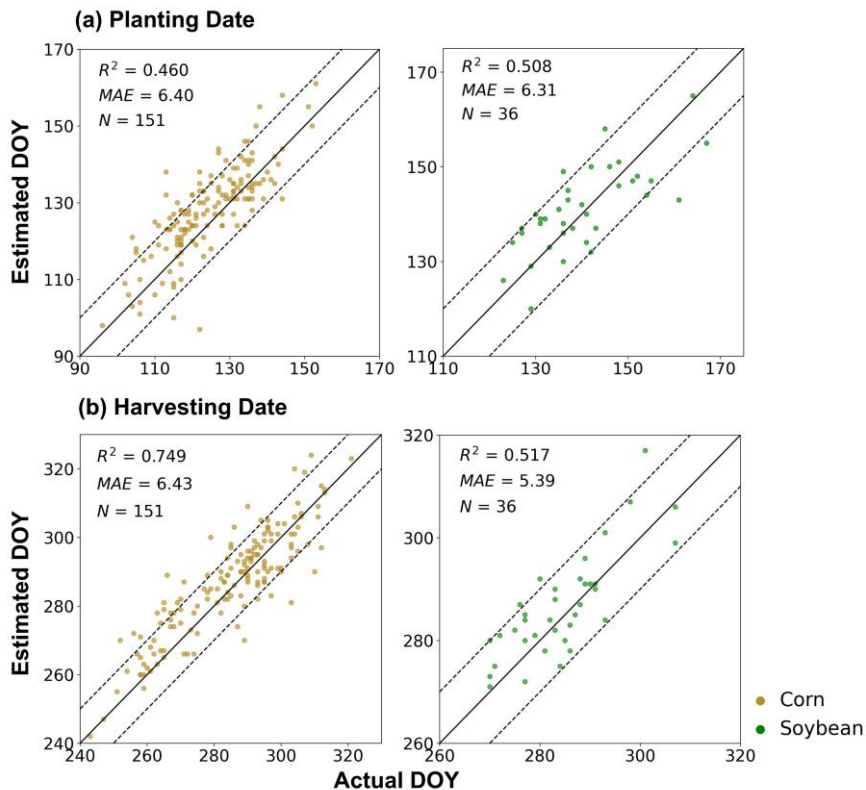 (a) Planting Date
R² = 0.460
MAE = 6.40
N = 151
170
150
130
110
90
90 110 130 150 170
R² = 0.508
MAE = 6.31
N = 36
170
150
130
110
110 130 150 170
Estimated DOY
(b) Harvesting Date
R² = 0.749
MAE = 6.43
N = 151
320
300
280
260
240
240 260 280 300 320
R² = 0.517
MAE = 5.39
N = 36
320
300
280
260
260 280 300 320
Estimated DOY
Actual DOY
Corn
Soybean